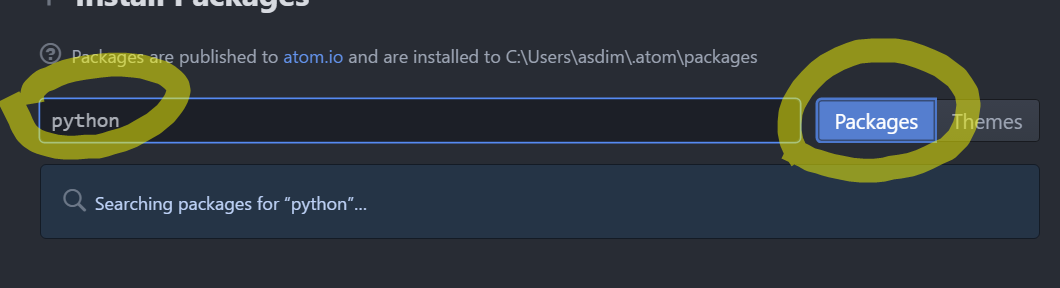 Install Packages
Packages are published to atom.io and are installed to C:\Users\asdim\.atom\packages
python
Packages
Themes
Searching packages for “python”...